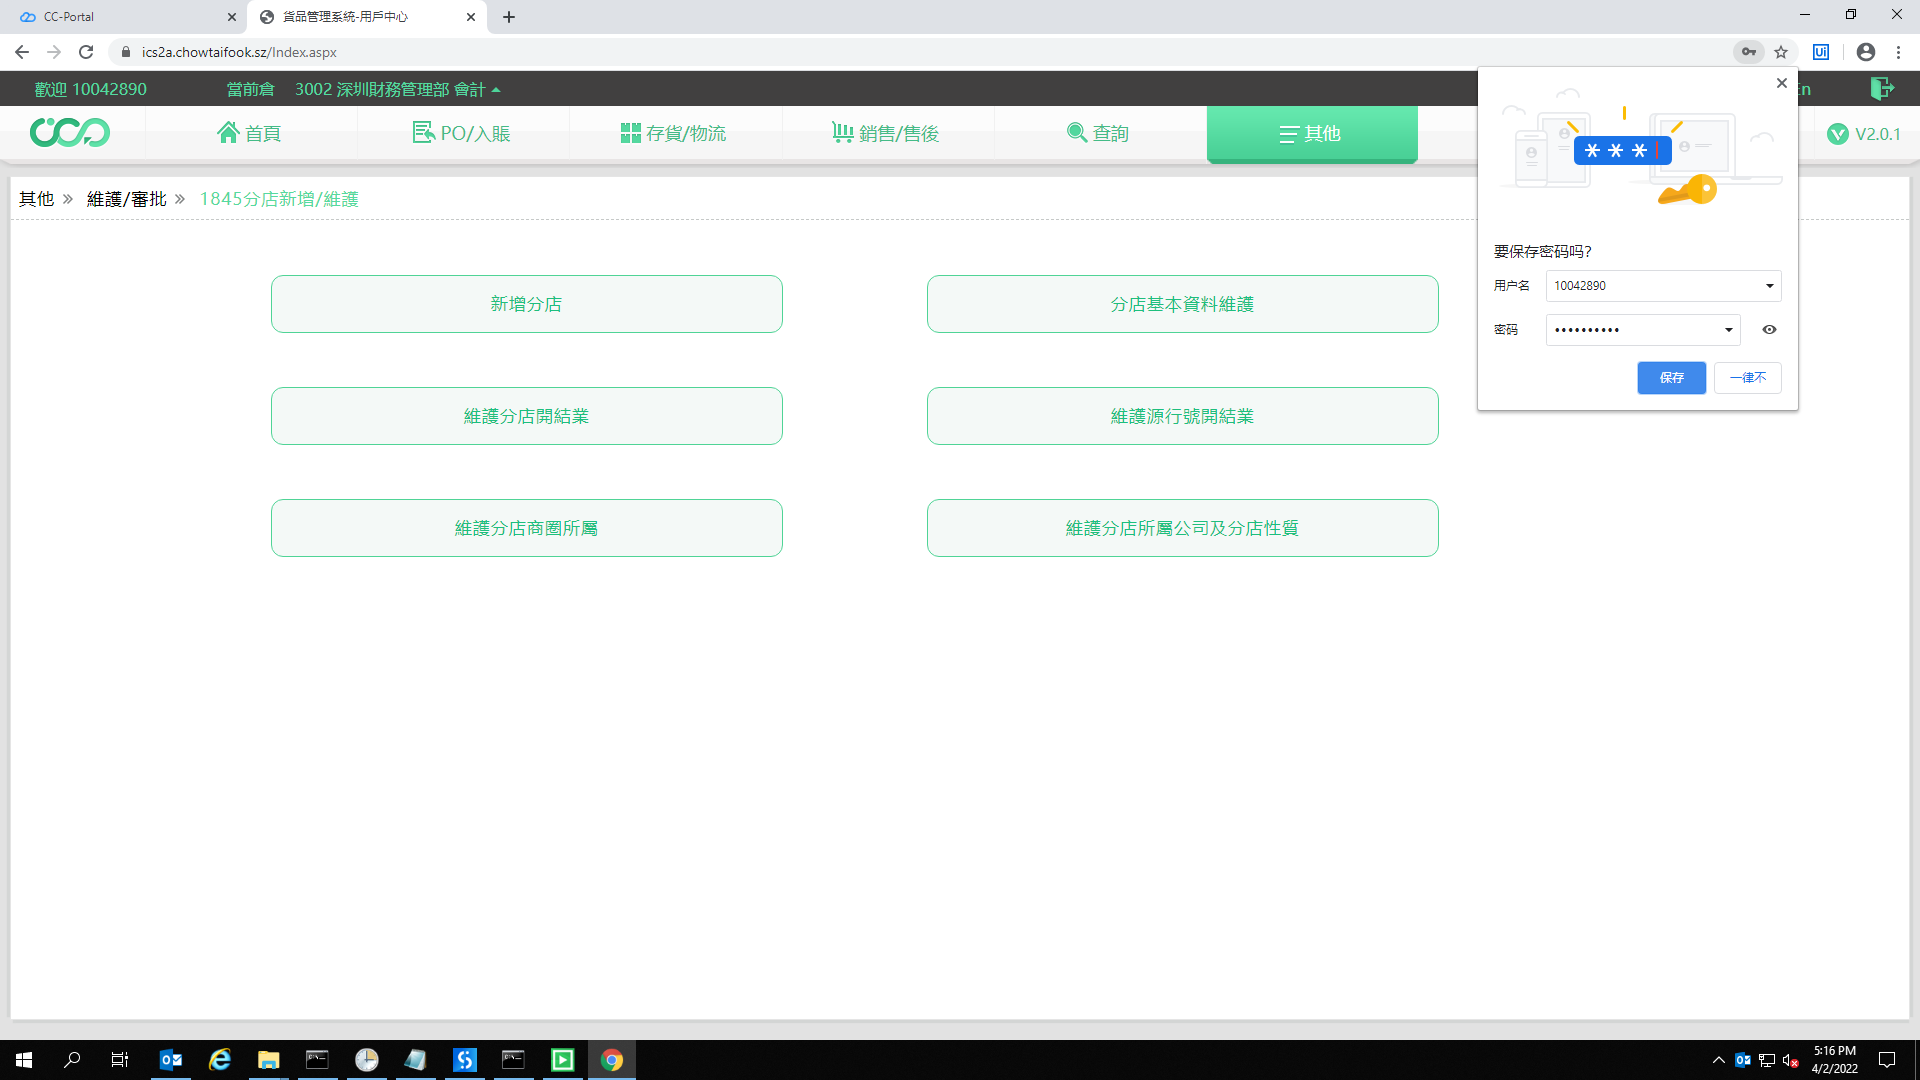 CC-Portal
貨品管理系統-用戶中心
ics2a.chowtaifook.sz/Index.aspx
歡迎 10042890
當前倉
3002 深圳財務管理部 會計
En
首頁
PO/入賬
存貨/物流
銷售/售後
查詢
其他
V2.0.1
其他 » 維護/審批 » 1845分店新增/維護
新增分店
分店基本資料維護
維護分店開結業
維護源行號開結業
維護分店商圈所屬
維護分店所屬公司及分店性質
***
要保存密码吗?
用户名
10042890
密码
••••••••••
保存
一律不
5:16 PM
4/2/2022